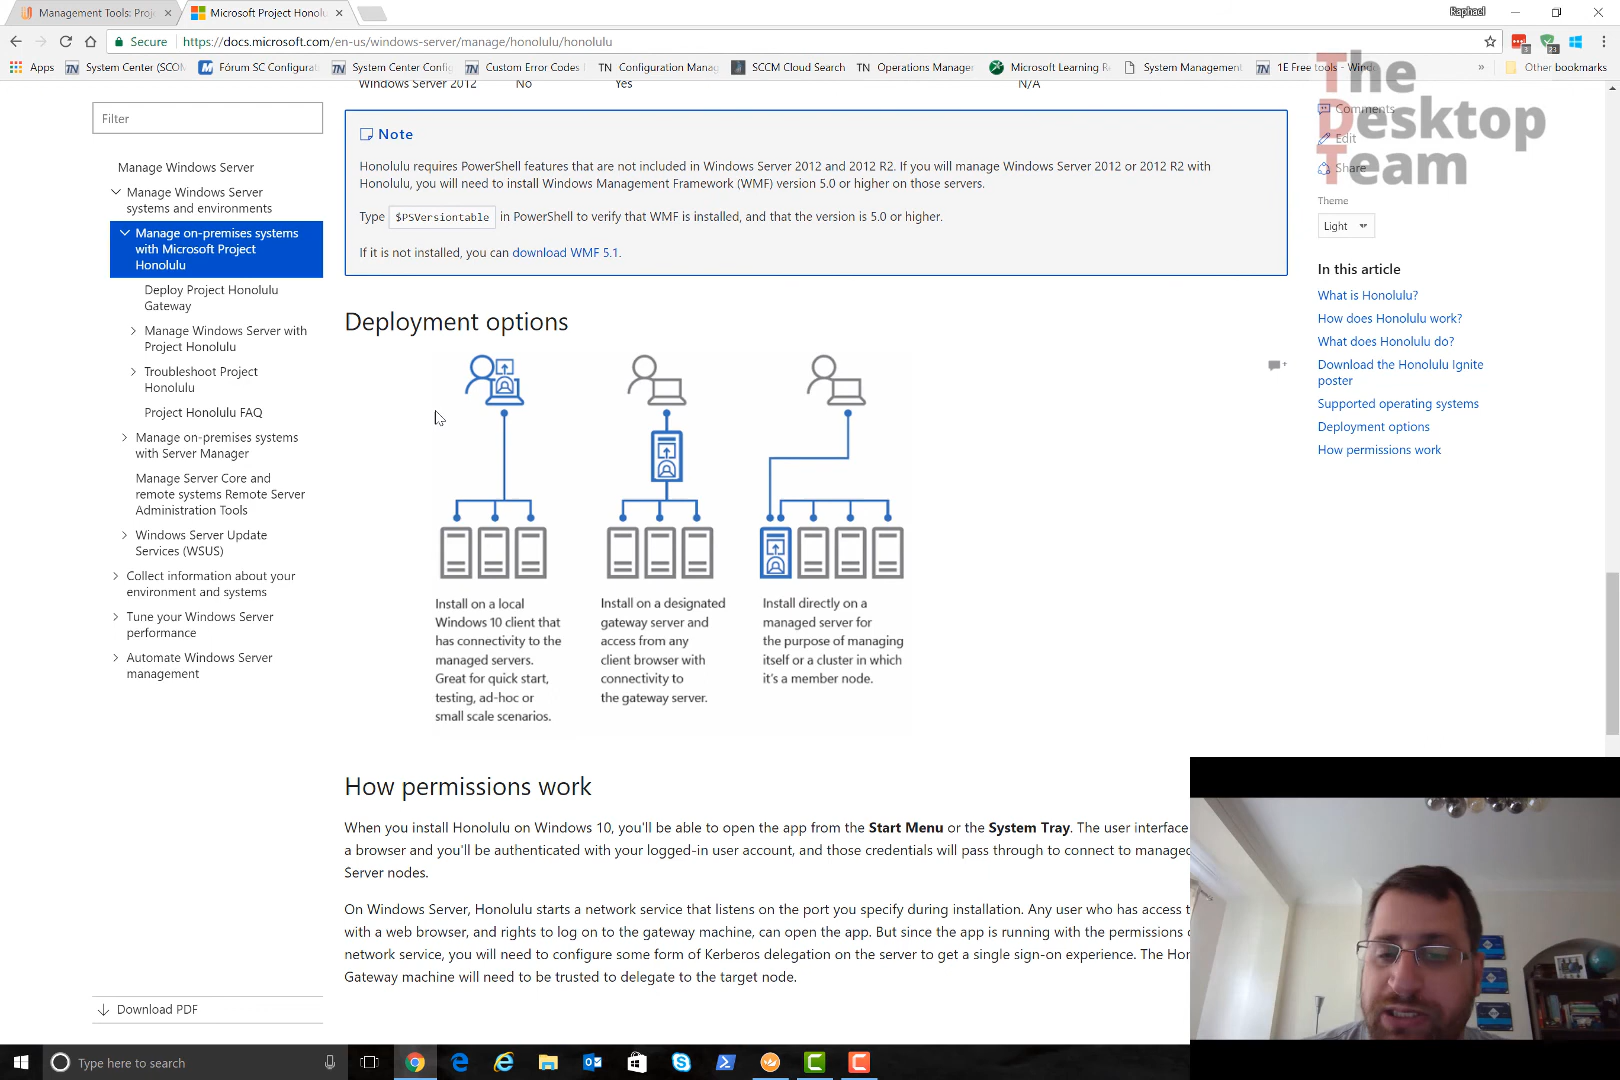 Management Tools: Proj
Microsoft Project Honolu
Raphael
Secure
https://docs.microsoft.com/en-us/windows-server/manage/honolulu/honolulu
3
23
Apps
System Center (SCOM
Fórum SC Configurat
System Center Config
Custom Error Codes
TN Configuration Manag
SCCM Cloud Search
TN Operations Manager
Microsoft Learning R
System Management
1E Free tools - Wind
»
Other bookmarks
The
Desktop
Team
Windows Server 2012 No Yes N/A
Filter
Manage Windows Server
Manage Windows Server
systems and environments
Manage on-premises systems
with Microsoft Project
Honolulu
Deploy Project Honolulu
Gateway
Manage Windows Server with
Project Honolulu
Troubleshoot Project
Honolulu
Project Honolulu FAQ
Manage on-premises systems
with Server Manager
Manage Server Core and
remote systems Remote Server
Administration Tools
Windows Server Update
Services (WSUS)
Collect information about your
environment and systems
Tune your Windows Server
performance
Automate Windows Server
management
Download PDF
Note
Honolulu requires PowerShell features that are not included in Windows Server 2012 and 2012 R2. If you will manage Windows Server 2012 or 2012 R2 with
Honolulu, you will need to install Windows Management Framework (WMF) version 5.0 or higher on those servers.
Type $PSVersiontable in PowerShell to verify that WMF is installed, and that the version is 5.0 or higher.
If it is not installed, you can download WMF 5.1.
Deployment options
Install on a local
Windows 10 client that
has connectivity to the
managed servers.
Great for quick start,
testing, ad-hoc or
small scale scenarios.
Install on a designated
gateway server and
access from any
client browser with
connectivity to
the gateway server.
Install directly on a
managed server for
the purpose of managing
itself or a cluster in which
it's a member node.
How permissions work
When you install Honolulu on Windows 10, you'll be able to open the app from the Start Menu or the System Tray. The user interface
a browser and you'll be authenticated with your logged-in user account, and those credentials will pass through to connect to managed
Server nodes.
On Windows Server, Honolulu starts a network service that listens on the port you specify during installation. Any user who has access t
with a web browser, and rights to log on to the gateway machine, can open the app. But since the app is running with the permissions
network service, you will need to configure some form of Kerberos delegation on the server to get a single sign-on experience. The Hon
Gateway machine will need to be trusted to delegate to the target node.
Comments
Edit
Share
Theme
Light
In this article
What is Honolulu?
How does Honolulu work?
What does Honolulu do?
Download the Honolulu Ignite
poster
Supported operating systems
Deployment options
How permissions work
Type here to search